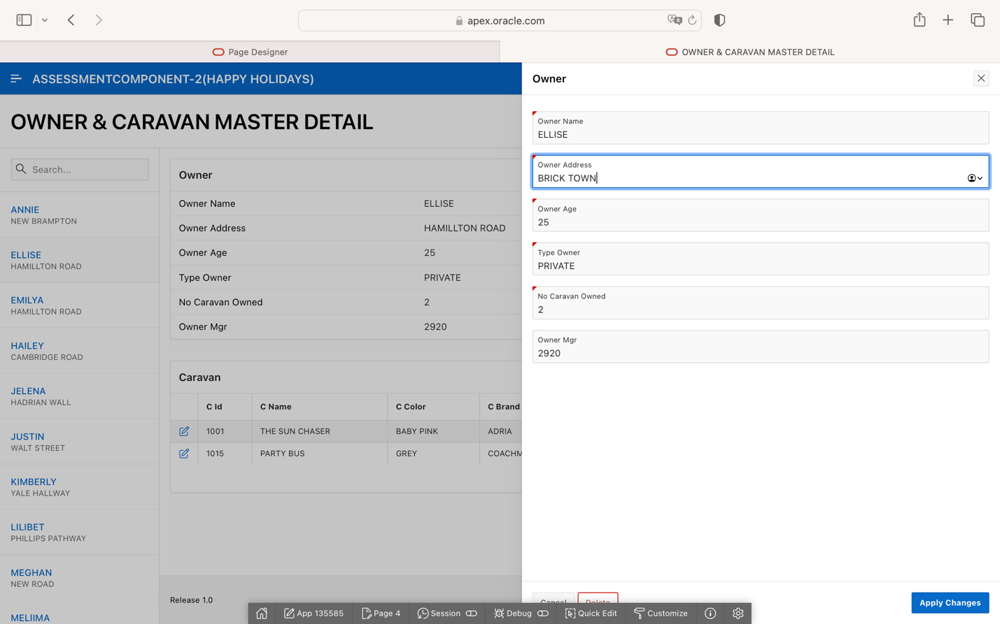 apex.oracle.com
Page Designer
OWNER & CARAVAN MASTER DETAIL
ASSESSMENTCOMPONENT-2(HAPPY HOLIDAYS)
OWNER & CARAVAN MASTER DETAIL
Search...
ANNIE
NEW BRAMPTON
ELLISE
HAMILLTON ROAD
EMILYA
HAMILLTON ROAD
HAILEY
CAMBRIDGE ROAD
JELENA
HADRIAN WALL
JUSTIN
WALT STREET
KIMBERLY
YALE HALLWAY
LILIBET
PHILLIPS PATHWAY
MEGHAN
NEW ROAD
MELIIMA
Owner
Owner Name ELLISE
Owner Address HAMILLTON ROAD
Owner Age 25
Type Owner PRIVATE
No Caravan Owned 2
Owner Mgr 2920
Caravan
C Id C Name C Color C Brand
1001 THE SUN CHASER BABY PINK ADRIA
1015 PARTY BUS GREY COACHM
Release 1.0
Owner
Owner Name
ELLISE
Owner Address
BRICK TOWN
Owner Age
25
Type Owner
PRIVATE
No Caravan Owned
2
Owner Mgr
2920
Cancel Delete Apply Changes
App 135585 Page 4 Session Debug Quick Edit Customize